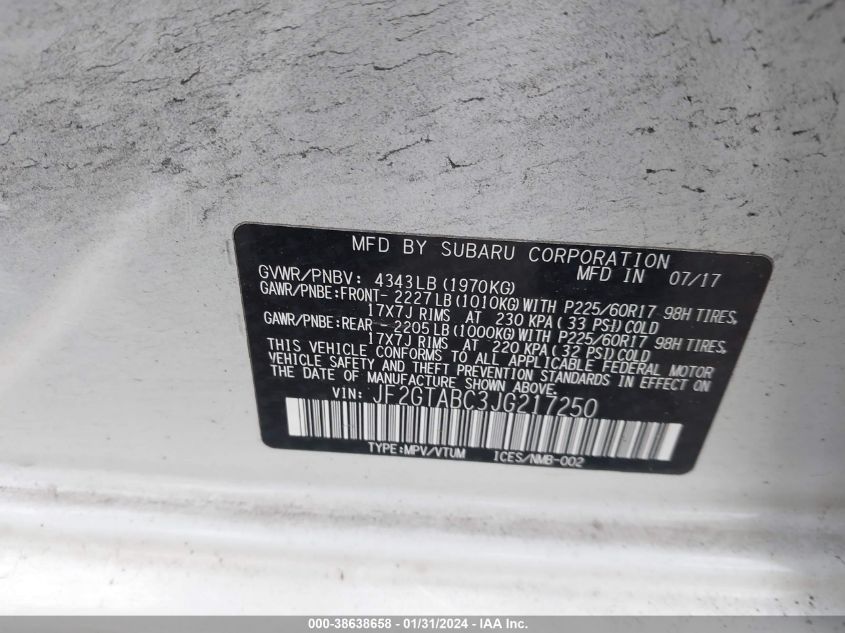 MFD BY SUBARU CORPORATION
MFD IN 07/17
GVWR/PNBV: 4343LB (1970KG)
GAWR/PNBE:FRONT- 2227LB(1010KG)WITH P225/60R17 98H TIRES,
17X7J RIMS AT 230 KPA(33 PSI)COLD
GAWR/PNBE:REAR - 2205LB(1000KG)WITH P225/60R17 98H TIRES,
17X7J RIMS AT 220 KPA(32 PSI)COLD
THIS VEHICLE CONFORMS TO ALL APPLICABLE FEDERAL MOTOR
VEHICLE SAFETY AND THEFT PREVENTION STANDARDS IN EFFECT ON
THE DATE OF MANUFACTURE SHOWN ABOVE.
VIN: JF2GTABC3JG217250
TYPE:MPV/VTUM ICES/NMB-002
000-38638658 - 01/31/2024 - IAA Inc.